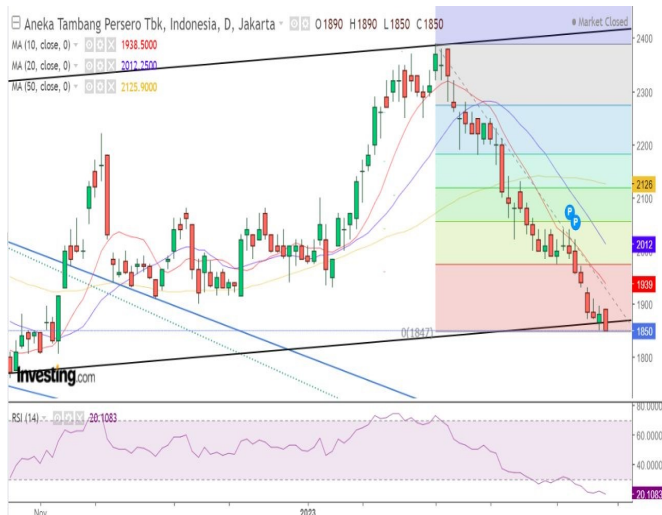 Aneka Tambang Persero Tbk, Indonesia, D, Jakarta O1890 H1890 L1850 C1850 Market Closed
MA (10, close, 0) 1938.5000
MA (20, close, 0) 2012.2500
MA (50, close, 0) 2125.9000
2400
2300
2200
2126
2100
P
P
2012
2000
1939
1900
0(1847)
1850
1800
Investing.com
RSI (14) 20.1083
80.0000
60.0000
40.0000
20.1083
Nov 2023